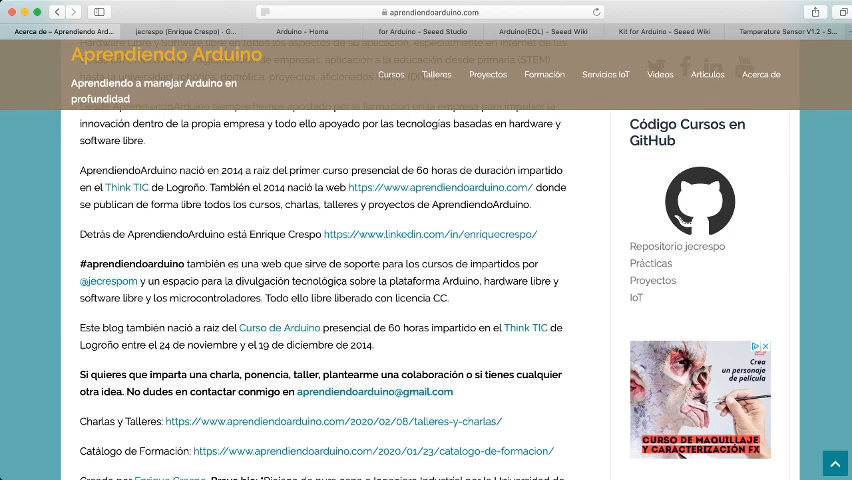 aprendiendoarduino.com
Acerca de – Aprendiendo Ard...
jecrespo (Enrique Crespo) · G...
Arduino - Home
for Arduino - Seeed Studio
Arduino(EOL) - Seeed Wiki
Kit for Arduino - Seeed Wiki
Temperature Sensor V1.2 – S...
Aprendiendo Arduino
Aprendiendo a manejar Arduino en
profundidad
Cursos Talleres Proyectos Formación Servicios IoT Videos Artículos Acerca de
innovación dentro de la propia empresa y todo ello apoyado por las tecnologías basadas en hardware y
software libre.
AprendiendoArduino nació en 2014 a raíz del primer curso presencial de 60 horas de duración impartido
en el Think TIC de Logroño. También el 2014 nació la web https://www.aprendiendoarduino.com/ donde
se publican de forma libre todos los cursos, charlas, talleres y proyectos de AprendiendoArduino.
Detrás de AprendiendoArduino está Enrique Crespo https://www.linkedin.com/in/enriquecrespo/
#aprendiendoarduino también es una web que sirve de soporte para los cursos de impartidos por
@jecrespom y un espacio para la divulgación tecnológica sobre la plataforma Arduino, hardware libre y
software libre y los microcontroladores. Todo ello libre liberado con licencia CC.
Este blog también nació a raíz del Curso de Arduino presencial de 60 horas impartido en el Think TIC de
Logroño entre el 24 de noviembre y el 19 de diciembre de 2014.
Si quieres que imparta una charla, ponencia, taller, plantearme una colaboración o si tienes cualquier
otra idea. No dudes en contactar conmigo en aprendiendoarduino@gmail.com
Charlas y Talleres: https://www.aprendiendoarduino.com/2020/02/08/talleres-y-charlas/
Catálogo de Formación: https://www.aprendiendoarduino.com/2020/01/23/catalogo-de-formacion/
Código Cursos en
GitHub
Repositorio jecrespo
Prácticas
Proyectos
IoT
Crea
un personaje
de película
CURSO DE MAQUILLAJE
Y CARACTERIZACIÓN FX